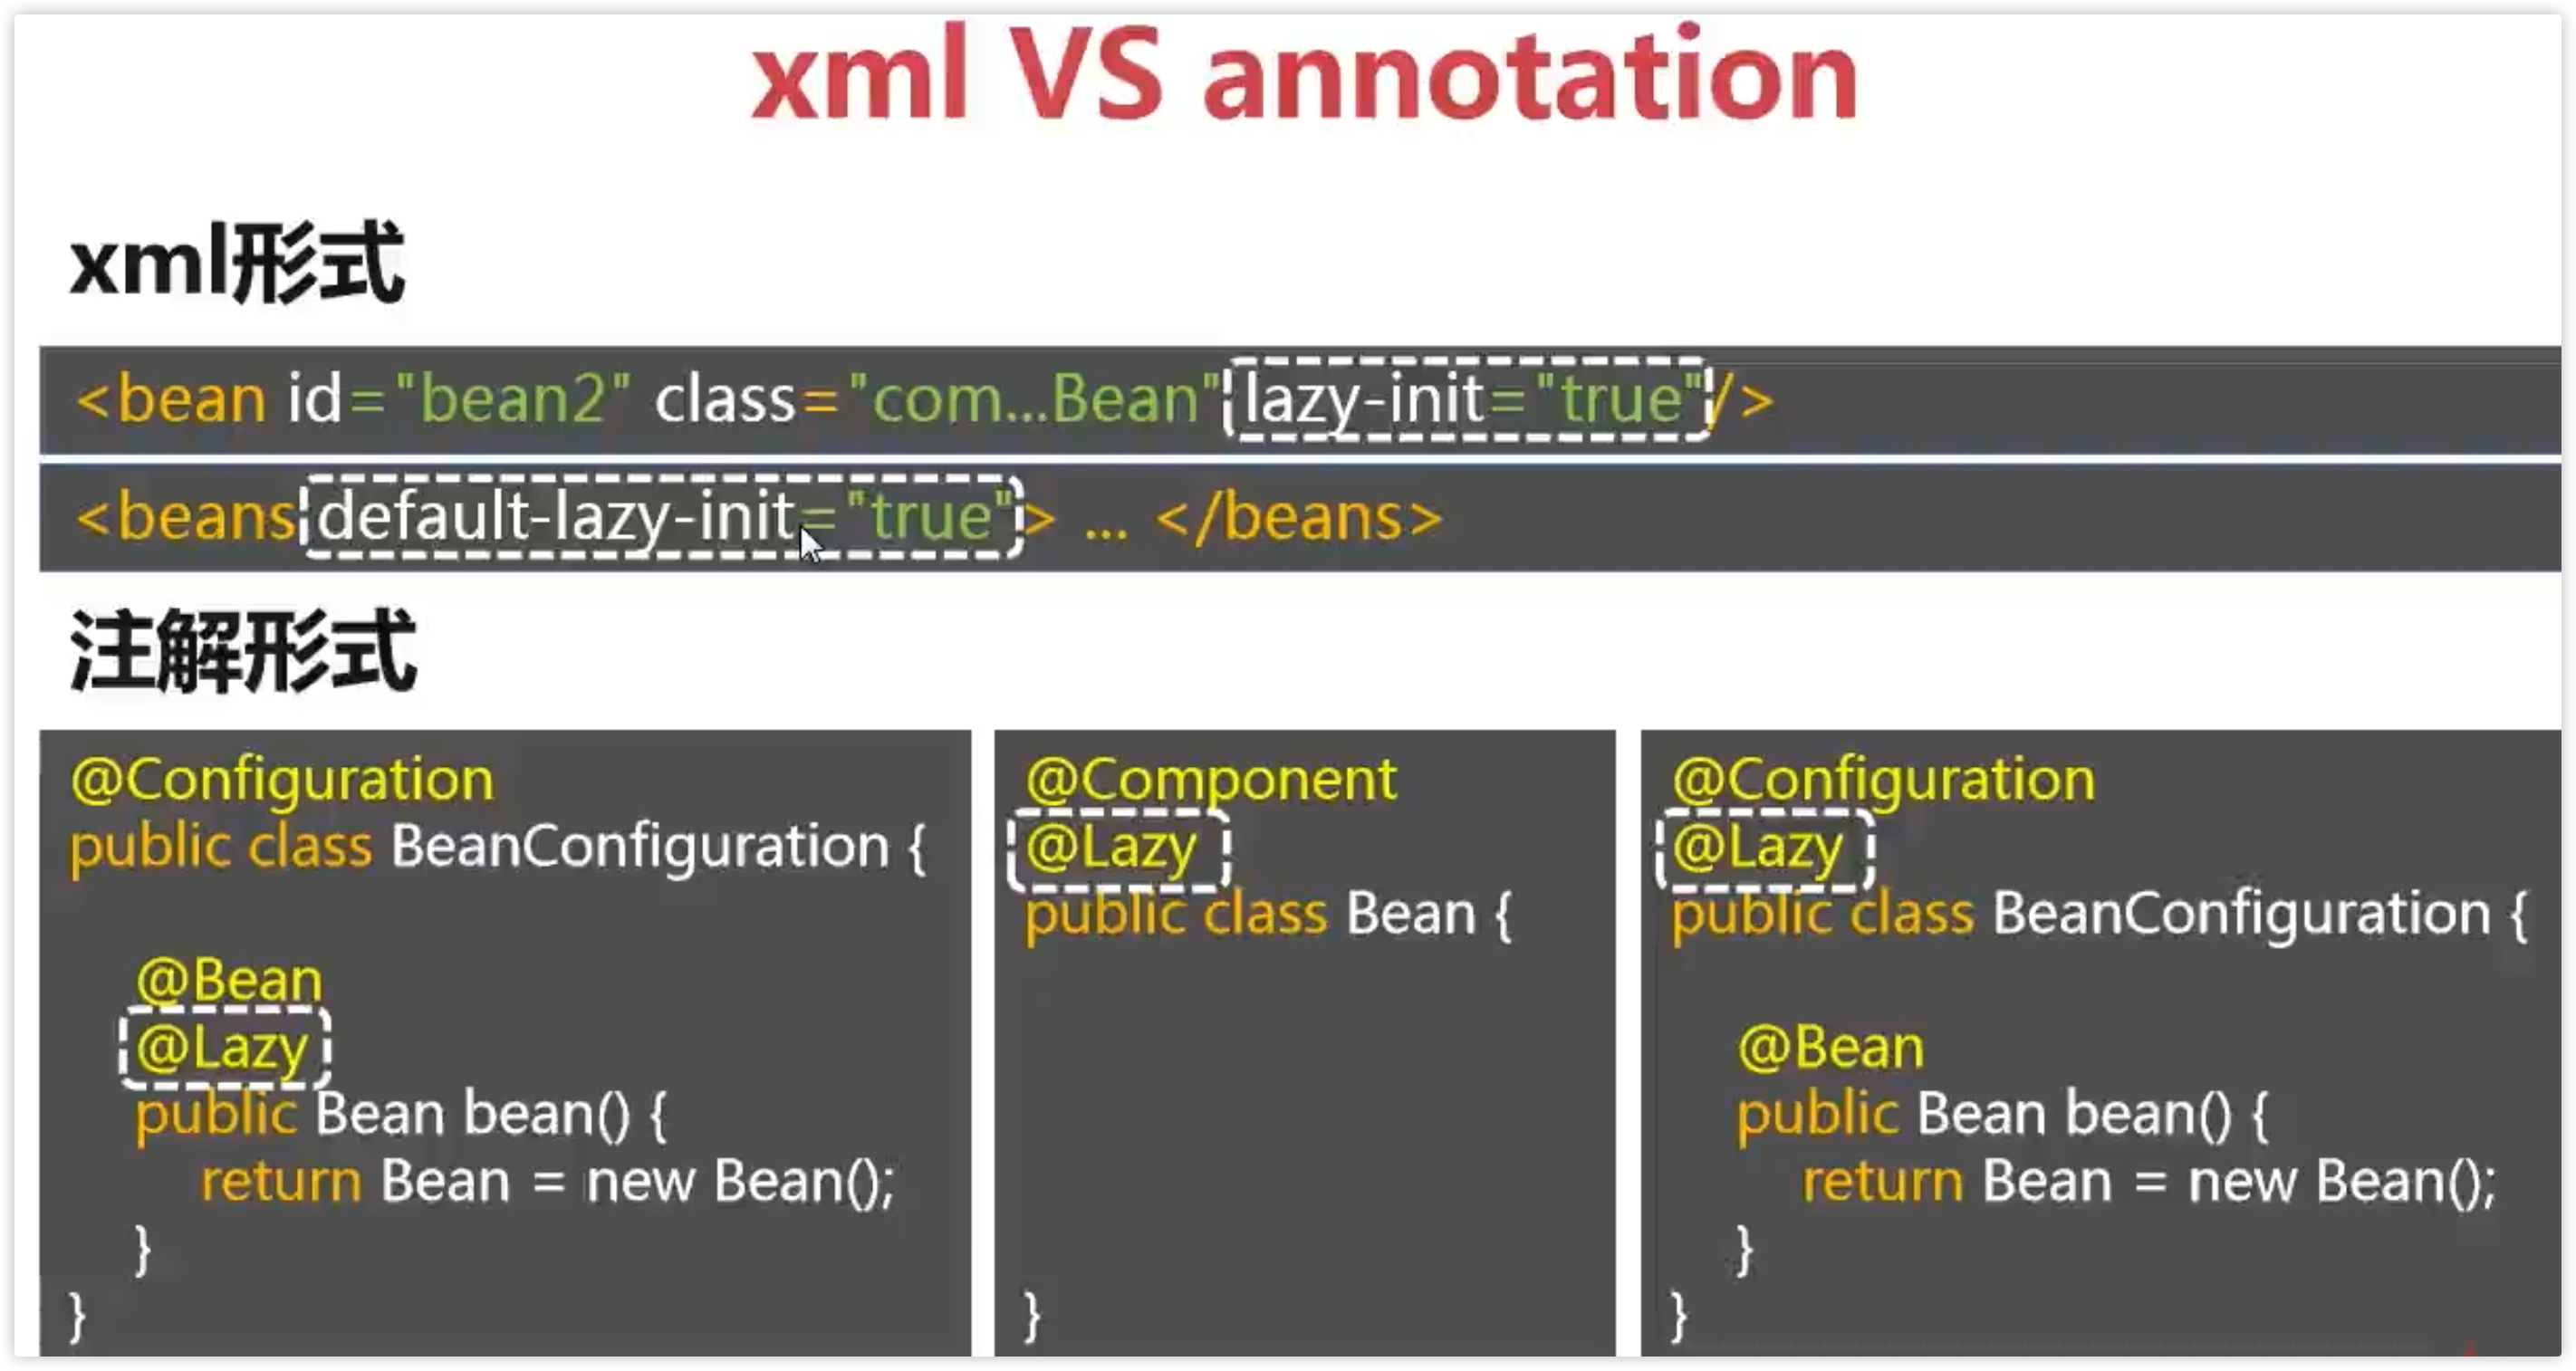 xml VS annotation
xml形式
<bean id="bean2" class="com...Bean" lazy-init="true"/>
<beans default-lazy-init="true"> ... </beans>
注解形式
@Configuration
public class BeanConfiguration {
@Bean
@Lazy
public Bean bean() {
return Bean = new Bean();
}
}
@Component
@Lazy
public class Bean {
}
@Configuration
@Lazy
public class BeanConfiguration {
@Bean
public Bean bean() {
return Bean = new Bean();
}
}